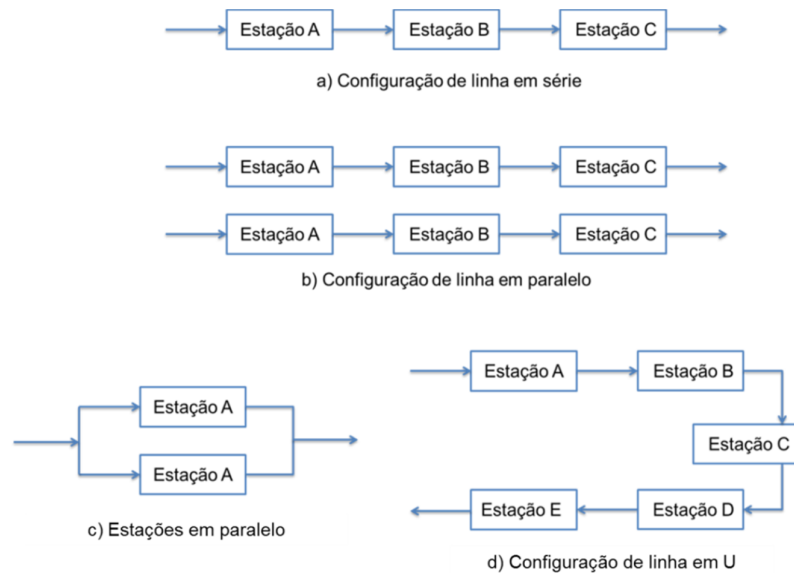 Estação A Estação B Estação C
a) Configuração de linha em série
Estação A Estação B Estação C
Estação A Estação B Estação C
b) Configuração de linha em paralelo
Estação A
Estação A
c) Estações em paralelo
Estação A Estação B
Estação C
Estação E Estação D
d) Configuração de linha em U